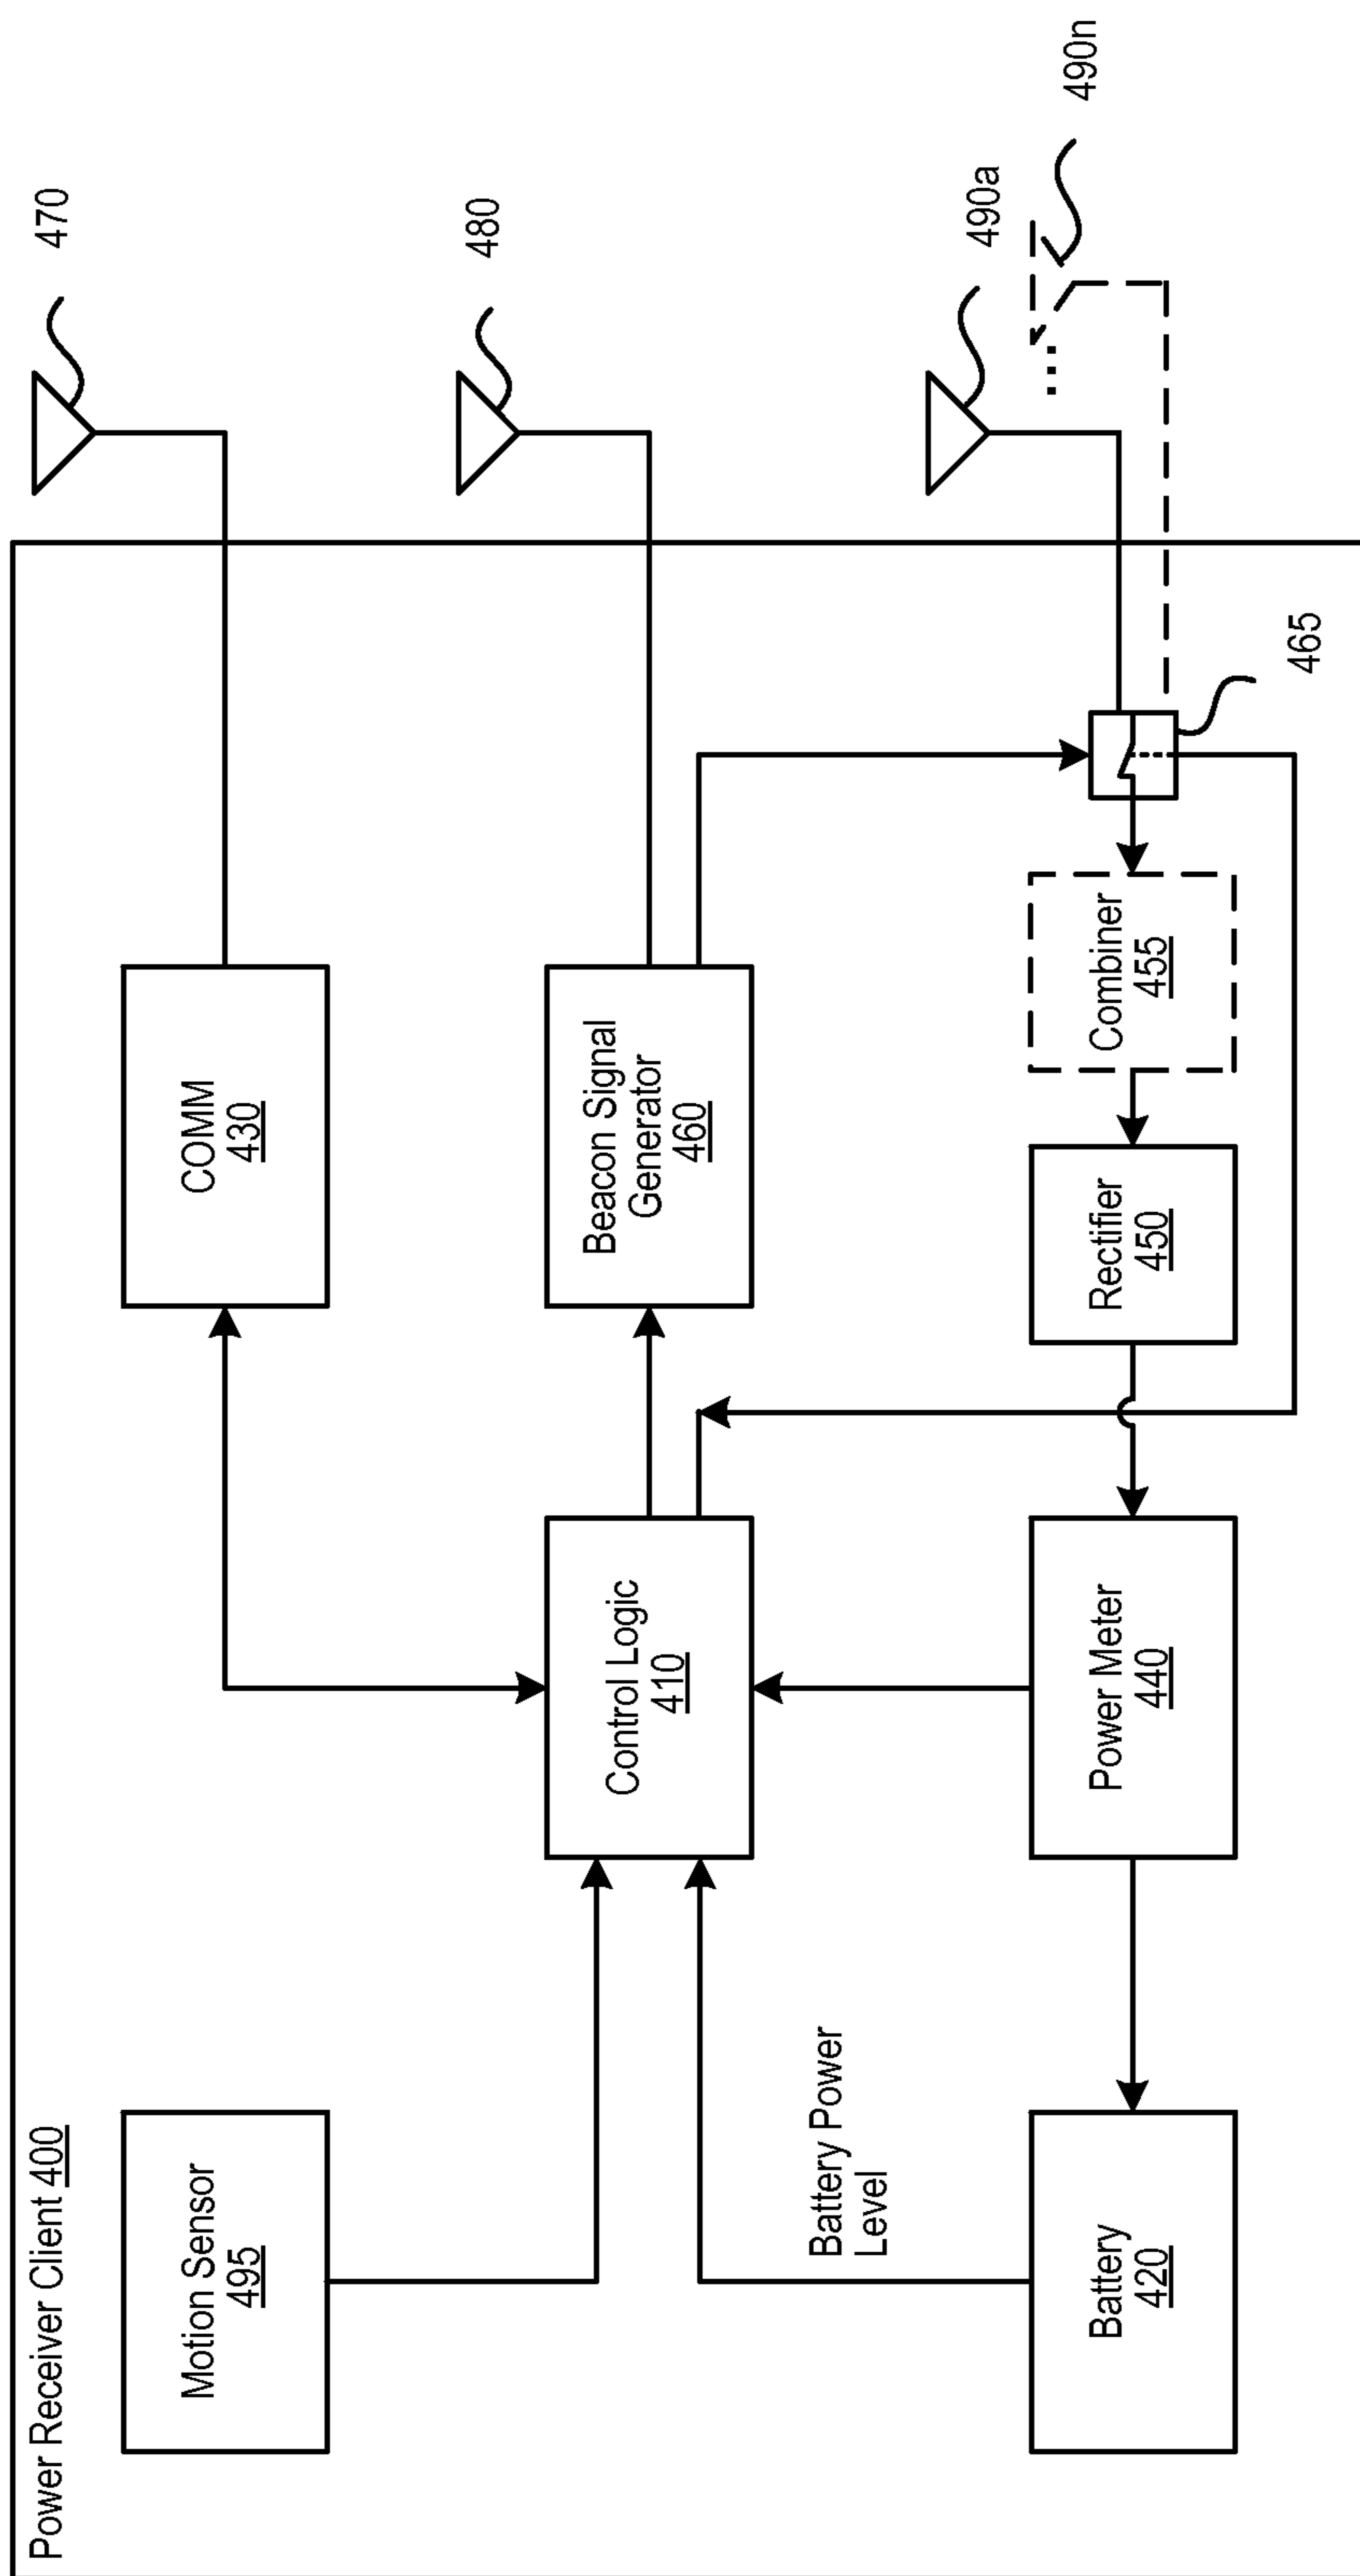 Power Receiver Client 400
Motion Sensor
495
COMM
430
470
Control Logic
410
Beacon Signal
Generator
460
480
Battery Power
Level
Battery
420
Power Meter
440
Rectifier
450
Combiner
455
465
490a
...
490n